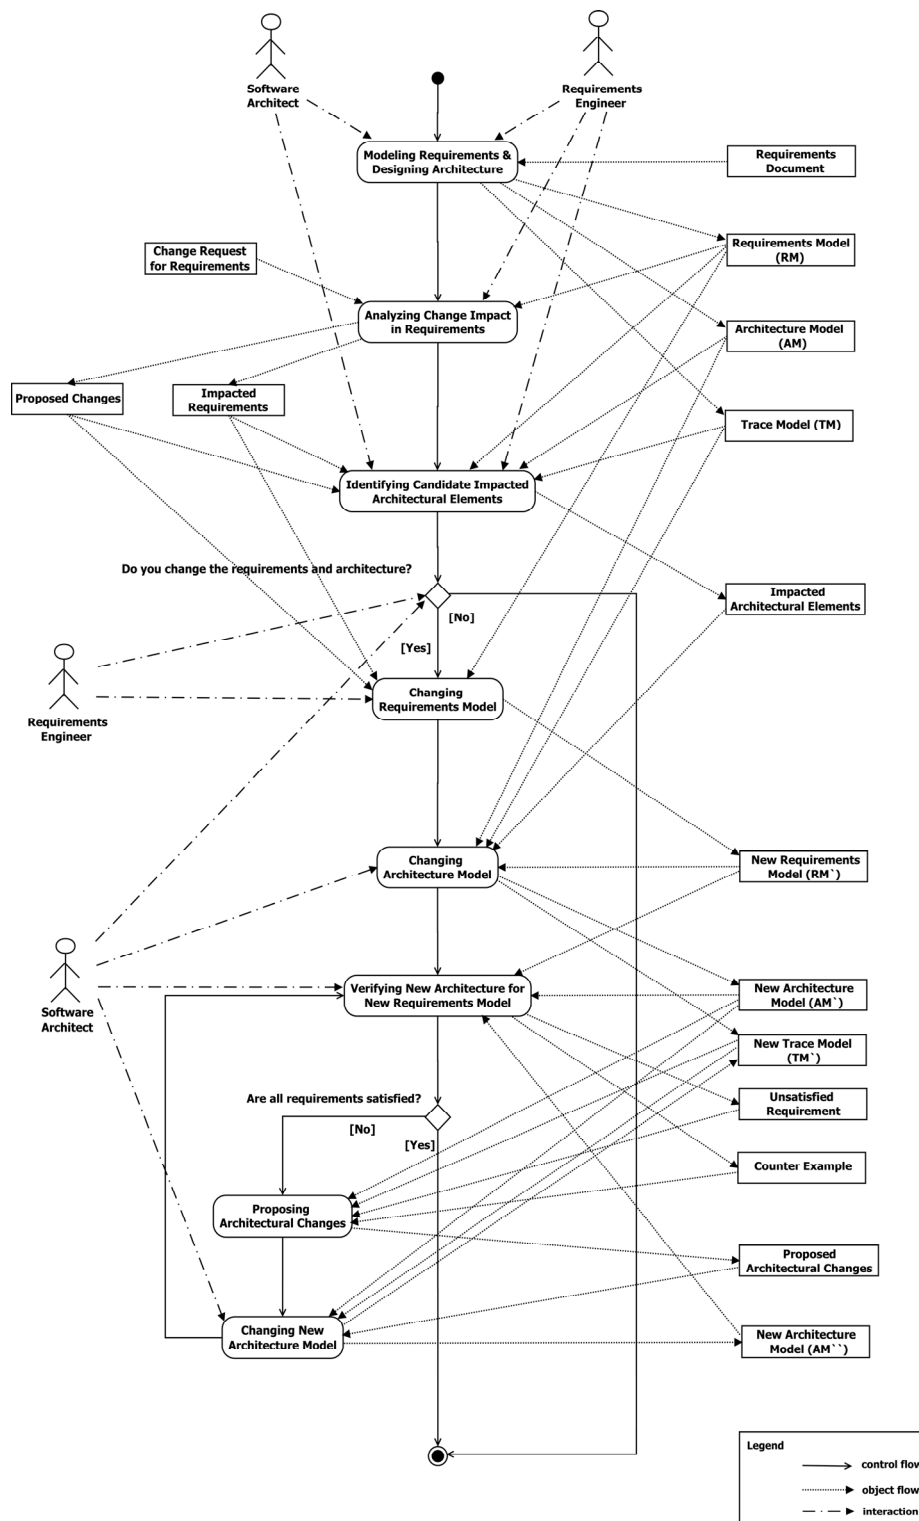 Software
Architect
Requirements
Engineer
Modeling Requirements &
Designing Architecture
Requirements
Document
Change Request
for Requirements
Requirements Model
(RM)
Analyzing Change Impact
in Requirements
Architecture Model
(AM)
Proposed Changes
Impacted
Requirements
Trace Model (TM)
Identifying Candidate Impacted
Architectural Elements
Do you change the requirements and architecture?
[No]
[Yes]
Impacted
Architectural Elements
Requirements
Engineer
Changing
Requirements Model
Changing
Architecture Model
New Requirements
Model (RM`)
Software
Architect
Verifying New Architecture for
New Requirements Model
New Architecture
Model (AM`)
New Trace Model
(TM`)
Unsatisfied
Requirement
Are all requirements satisfied?
[No]
[Yes]
Counter Example
Proposing
Architectural Changes
Proposed
Architectural Changes
Changing New
Architecture Model
New Architecture
Model (AM``)
Legend
control flow
object flow
interaction